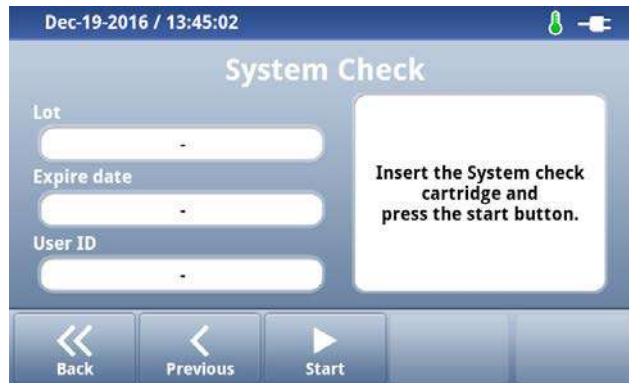 Dec-19-2016 / 13:45:02
System Check
Lot
-
Expire date
-
User ID
-
Insert the System check
cartridge and
press the start button.
Back
Previous
Start